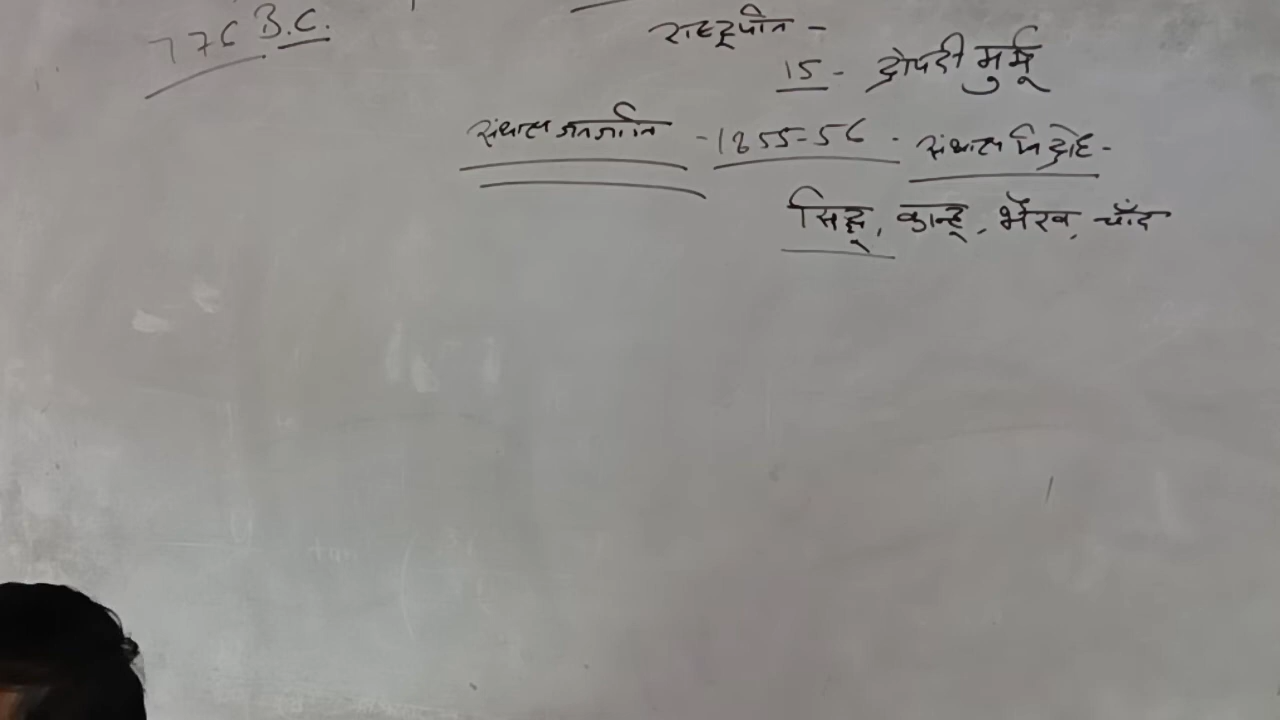 776 B.C.
राष्ट्रपति -
15 - द्रोपदी मुर्मू
संथाल जनजाति - 1855-56 - संथाल विद्रोह -
सिद्धू, कान्हू, भैरव, चाँद